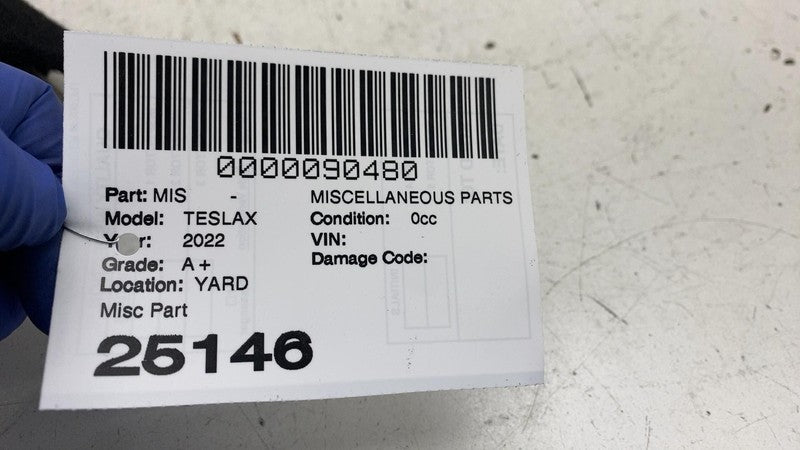 0000090480
Part: MIS - MISCELLANEOUS PARTS
Model: TESLAX Condition: 0cc
Year: 2022 VIN:
Grade: A+ Damage Code:
Location: YARD
Misc Part
25146